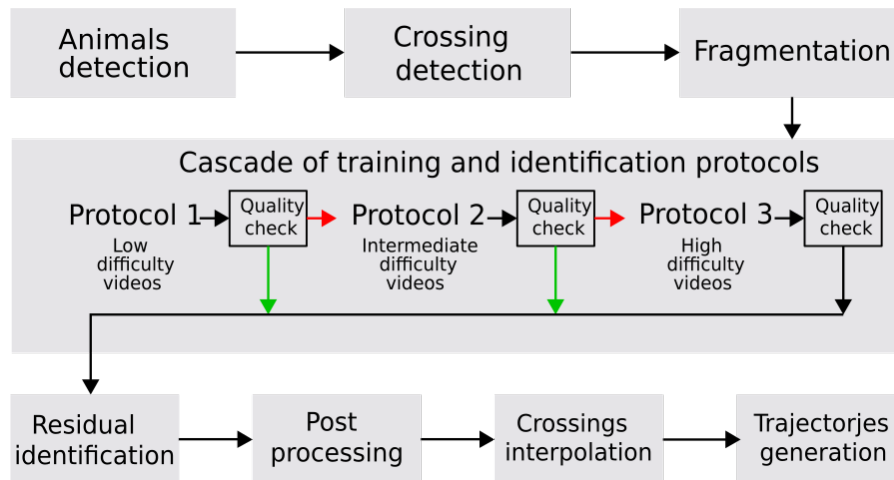 Animals
detection
Crossing
detection
Fragmentation
Cascade of training and identification protocols
Protocol 1
Low
difficulty
videos
Quality
check
Protocol 2
Intermediate
difficulty
videos
Quality
check
Protocol 3
High
difficulty
videos
Quality
check
Residual
identification
Post
processing
Crossings
interpolation
Trajectorjes
generation